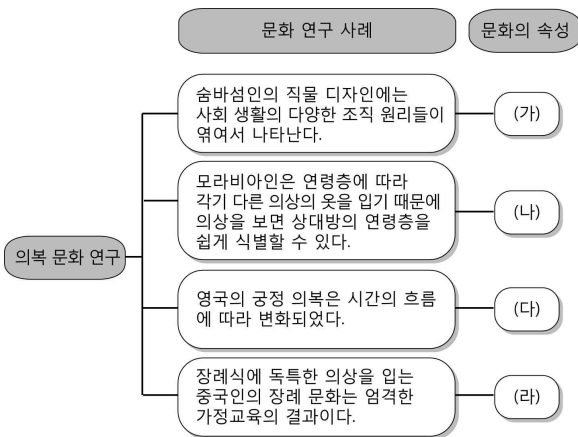 문화 연구 사례
문화의 속성
숨바섬인의 직물 디자인에는
사회 생활의 다양한 조직 원리들이
엮여서 나타난다.
(가)
모라비아인은 연령층에 따라
각기 다른 의상의 옷을 입기 때문에
의상을 보면 상대방의 연령층을
쉽게 식별할 수 있다.
(나)
의복 문화 연구
영국의 궁정 의복은 시간의 흐름
에 따라 변화되었다.
(다)
장례식에 독특한 의상을 입는
중국인의 장례 문화는 엄격한
가정교육의 결과이다.
(라)